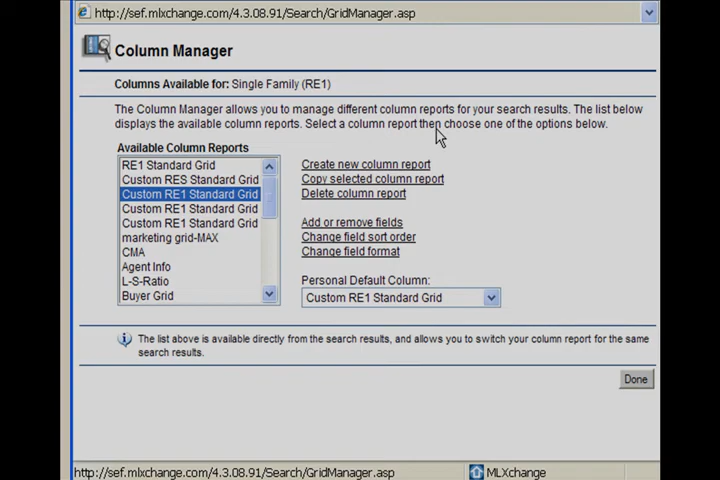 http://sef.mlxchange.com/4.3.08.91/Search/GridManager.asp
Column Manager
Columns Available for: Single Family (RE1)
The Column Manager allows you to manage different column reports for your search results. The list below
displays the available column reports. Select a column report then choose one of the options below.
Available Column Reports
RE1 Standard Grid
Custom RES Standard Grid
Custom RE1 Standard Grid
Custom RE1 Standard Grid
Custom RE1 Standard Grid
marketing grid-MAX
CMA
Agent Info
L-S-Ratio
Buyer Grid
Create new column report
Copy selected column report
Delete column report
Add or remove fields
Change field sort order
Change field format
Personal Default Column:
Custom RE1 Standard Grid
The list above is available directly from the search results, and allows you to switch your column report for the same
search results.
Done
http://sef.mlxchange.com/4.3.08.91/Search/GridManager.asp
MLXchange